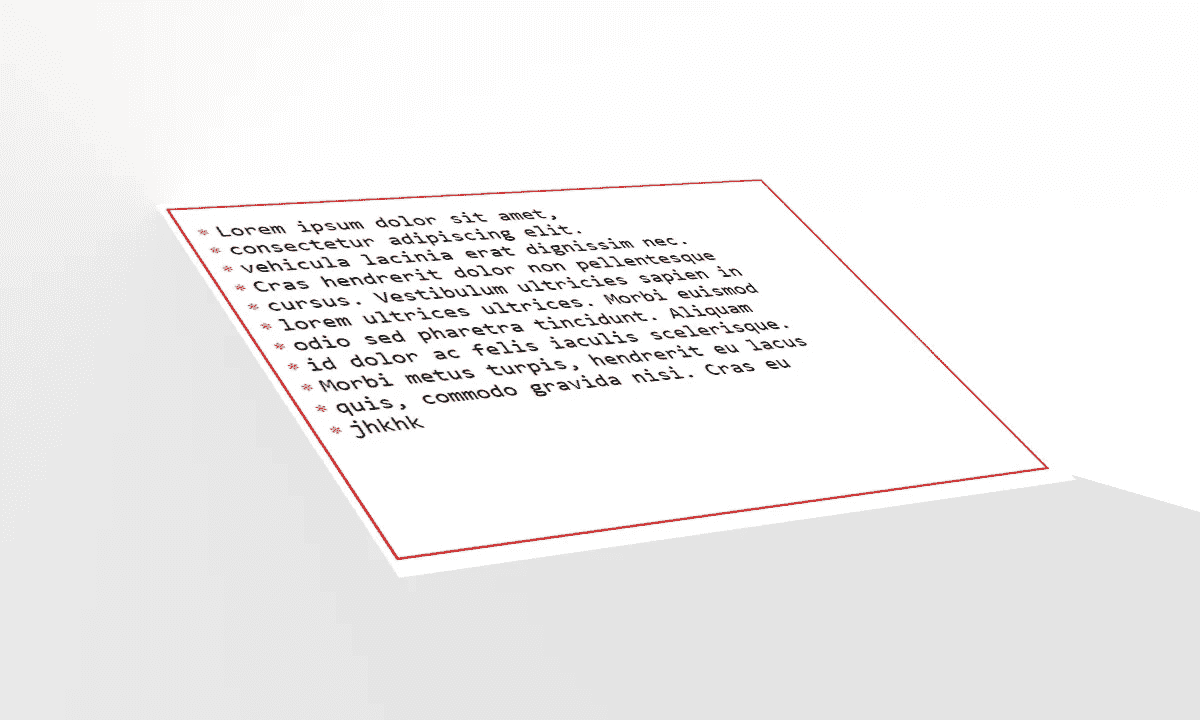 * Lorem ipsum dolor sit amet,
* consectetur adipiscing elit.
* vehicula lacinia erat dignissim nec.
* Cras hendrerit dolor non pellentesque
* cursus. Vestibulum ultricies sapien in
* lorem ultrices ultrices. Morbi euismod
* odio sed pharetra tincidunt. Aliquam
* id dolor ac felis iaculis scelerisque.
* Morbi metus turpis, hendrerit eu lacus
* quis, commodo gravida nisi. Cras eu
* jhkhk